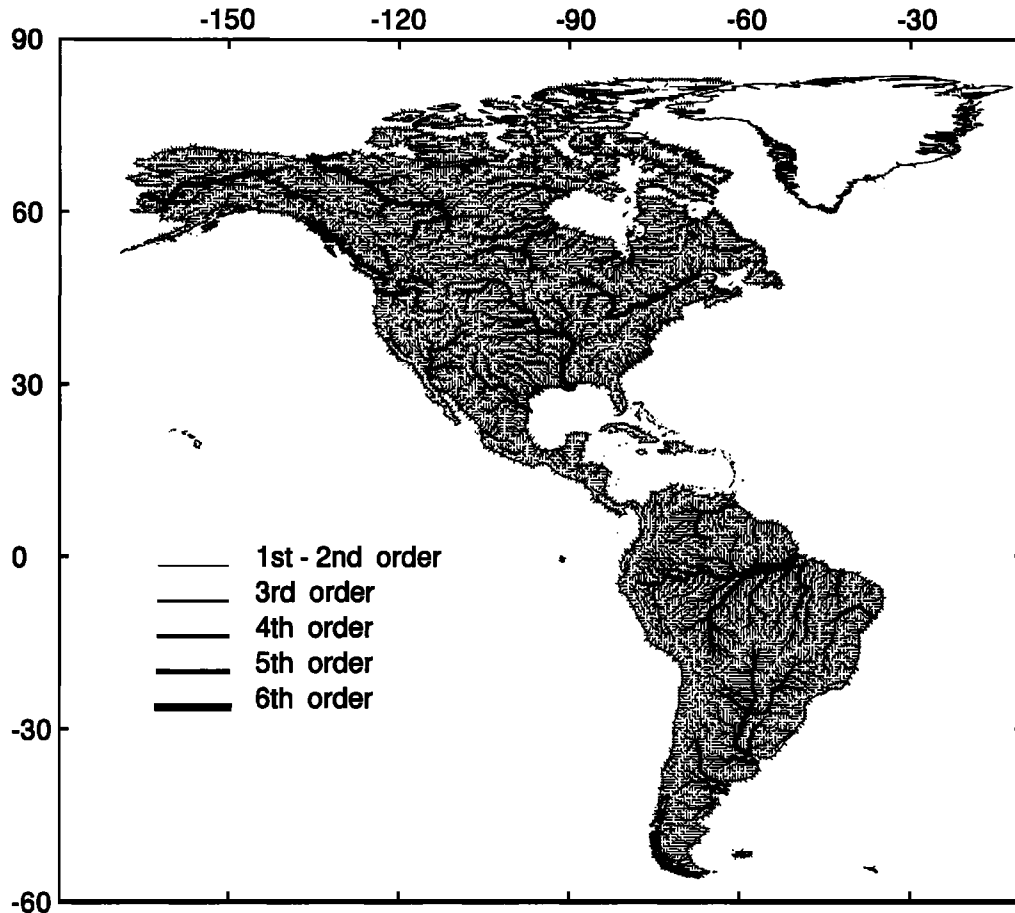 -150 -120 -90 -60 -30
90
60
30
0
-30
-60
1st - 2nd order
3rd order
4th order
5th order
6th order